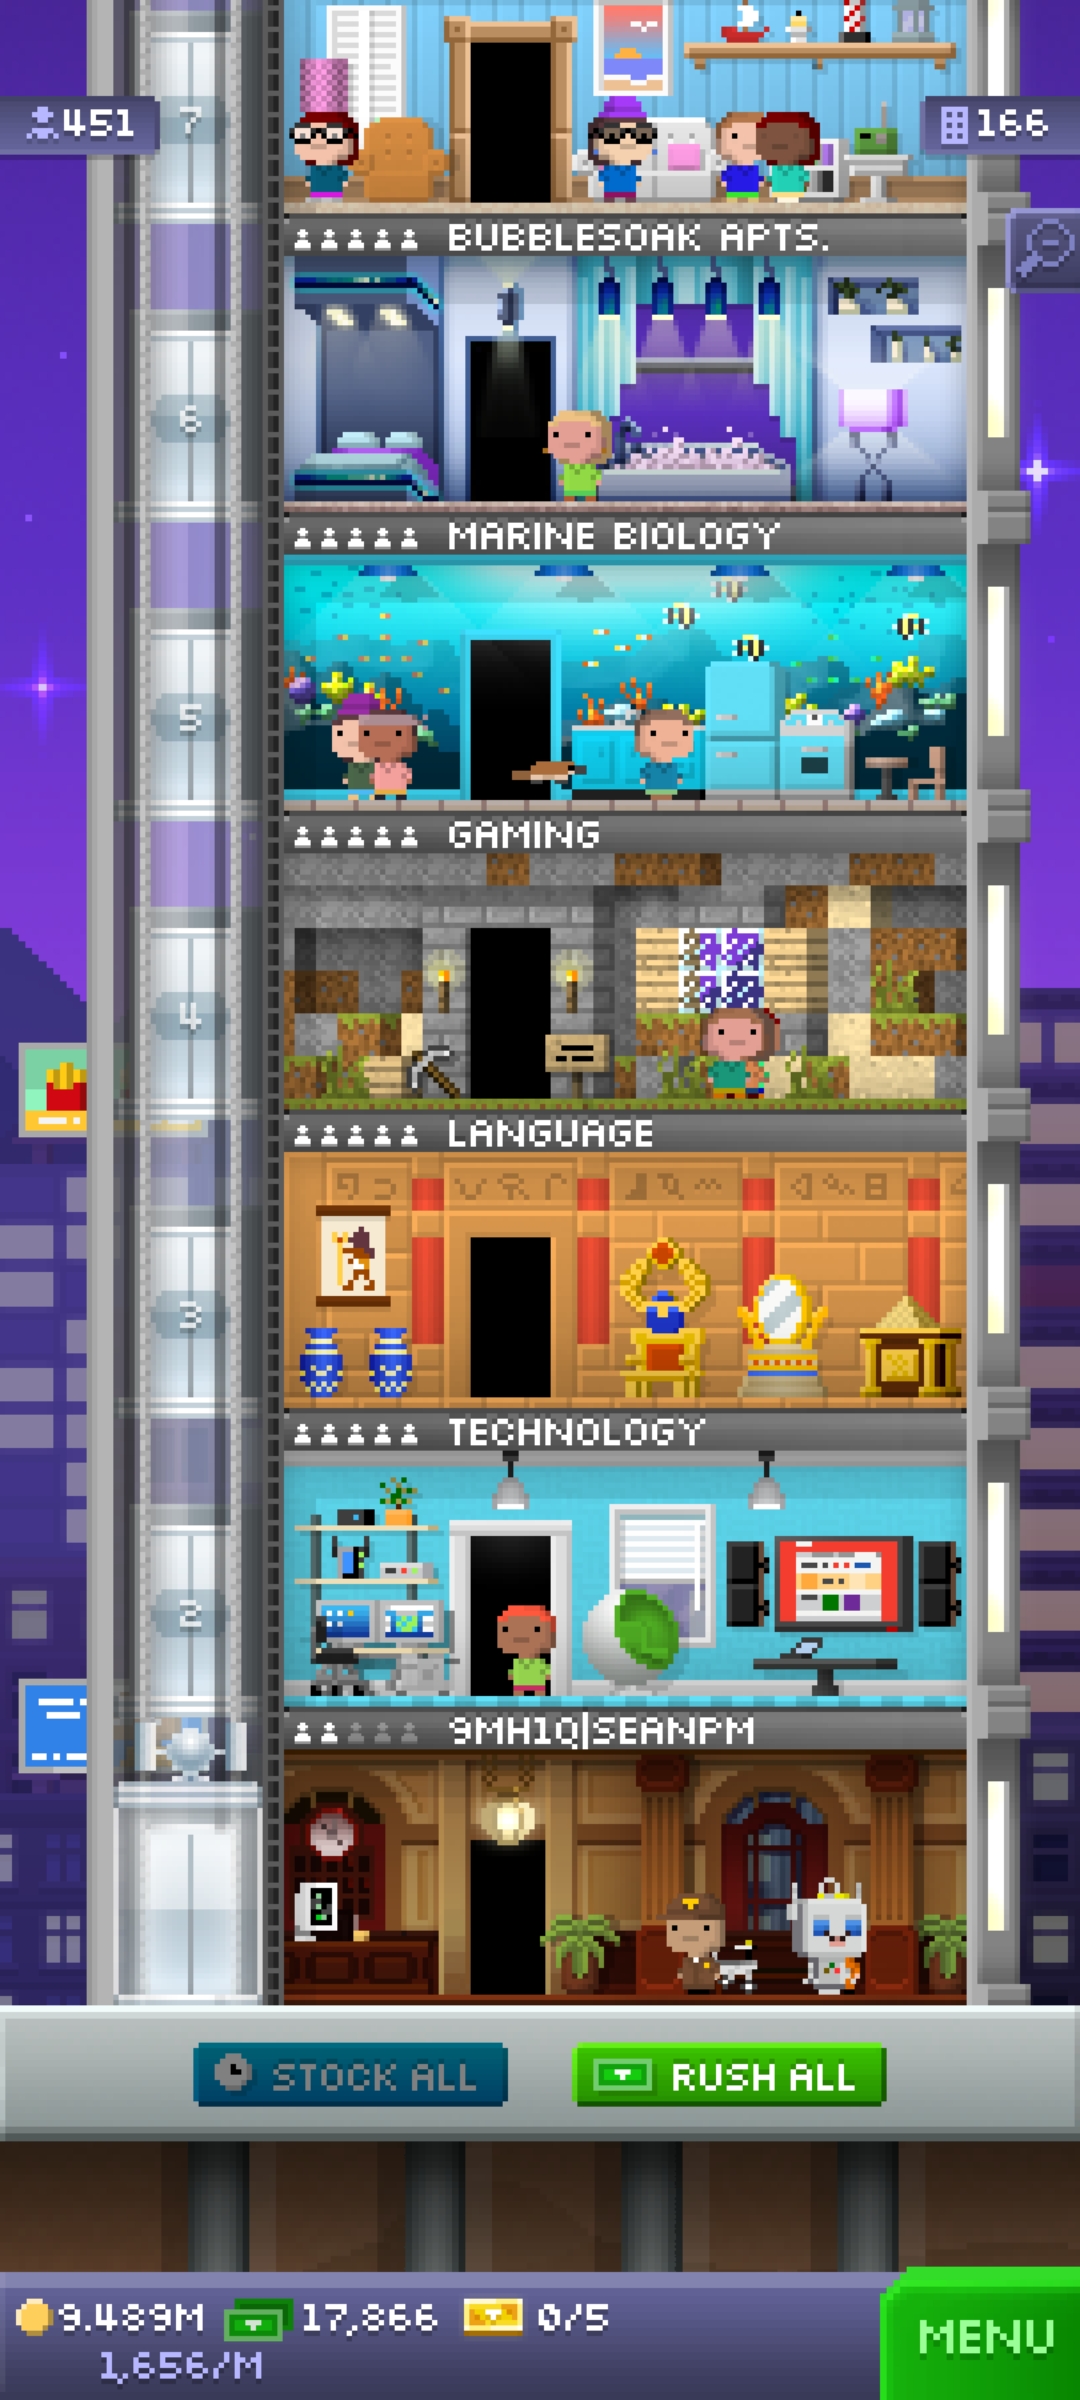 7
451
166
BUBBLESOAK APTS.
6
MARINE BIOLOGY
5
GAMING
4
LANGUAGE
3
TECHNOLOGY
2
9MH1Q|SEANPM
STOCK ALL
RUSH ALL
9.489M 17,866 0/5
1,656/M
MENU